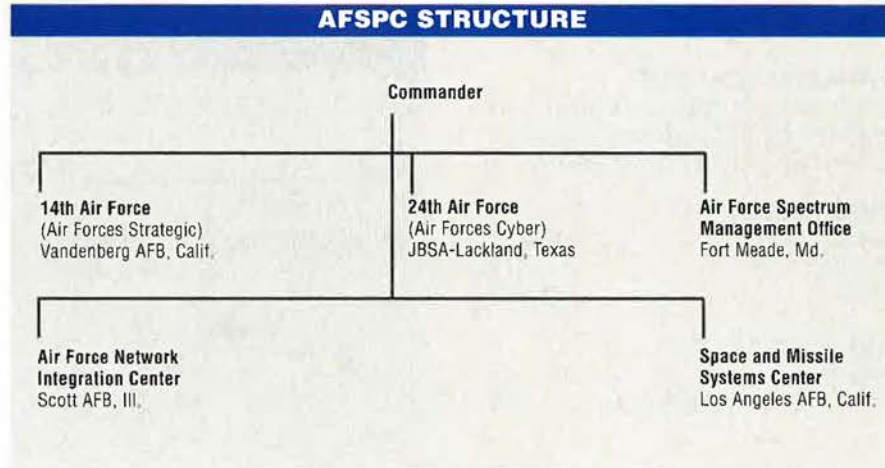 AFSPC STRUCTURE
Commander
14th Air Force
(Air Forces Strategic)
Vandenberg AFB, Calif.
24th Air Force
(Air Forces Cyber)
JBSA-Lackland, Texas
Air Force Spectrum
Management Office
Fort Meade, Md.
Air Force Network
Integration Center
Scott AFB, Ill.
Space and Missile
Systems Center
Los Angeles AFB, Calif.